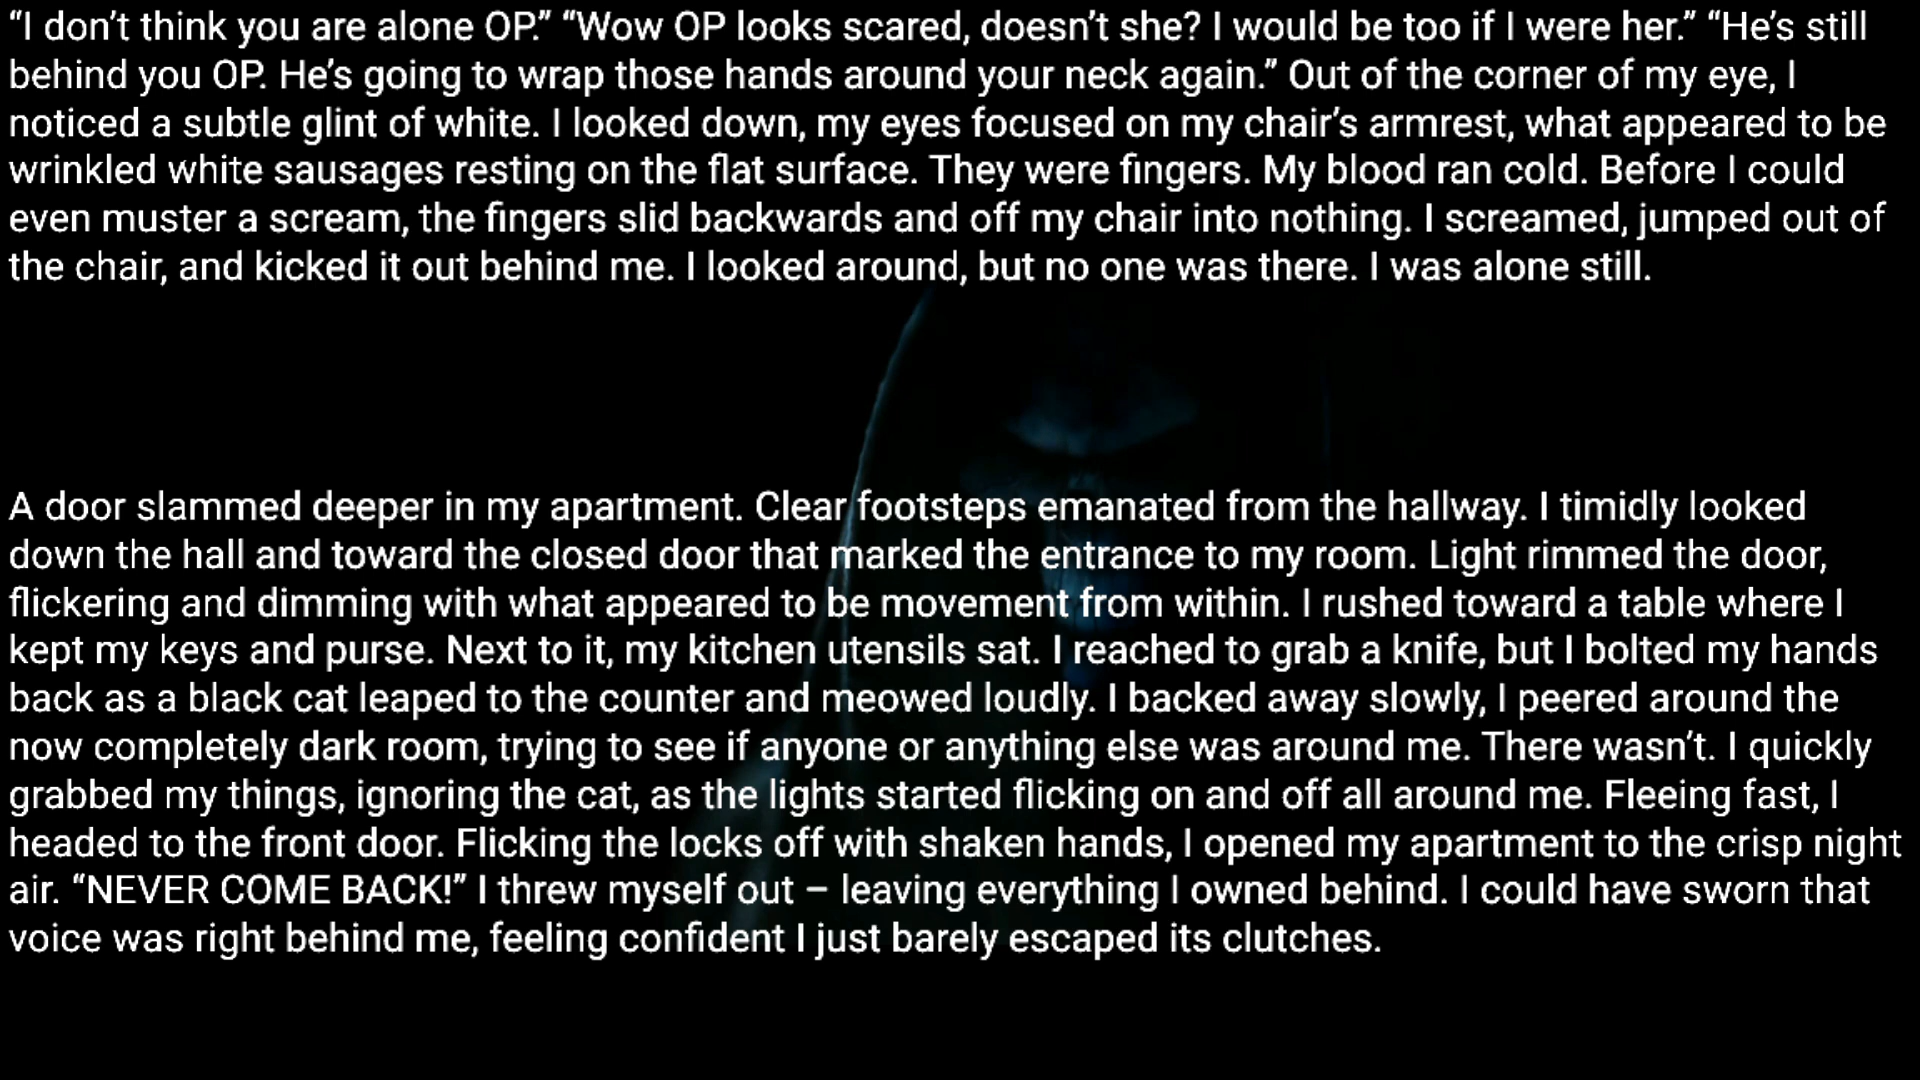 “I don’t think you are alone OP.” “Wow OP looks scared, doesn’t she? I would be too if I were her.” “He’s still
behind you OP. He’s going to wrap those hands around your neck again.” Out of the corner of my eye, I
noticed a subtle glint of white. I looked down, my eyes focused on my chair’s armrest, what appeared to be
wrinkled white sausages resting on the flat surface. They were fingers. My blood ran cold. Before I could
even muster a scream, the fingers slid backwards and off my chair into nothing. I screamed, jumped out of
the chair, and kicked it out behind me. I looked around, but no one was there. I was alone still.
A door slammed deeper in my apartment. Clear footsteps emanated from the hallway. I timidly looked
down the hall and toward the closed door that marked the entrance to my room. Light rimmed the door,
flickering and dimming with what appeared to be movement from within. I rushed toward a table where I
kept my keys and purse. Next to it, my kitchen utensils sat. I reached to grab a knife, but I bolted my hands
back as a black cat leaped to the counter and meowed loudly. I backed away slowly, I peered around the
now completely dark room, trying to see if anyone or anything else was around me. There wasn’t. I quickly
grabbed my things, ignoring the cat, as the lights started flicking on and off all around me. Fleeing fast, I
headed to the front door. Flicking the locks off with shaken hands, I opened my apartment to the crisp night
air. “NEVER COME BACK!” I threw myself out – leaving everything I owned behind. I could have sworn that
voice was right behind me, feeling confident I just barely escaped its clutches.